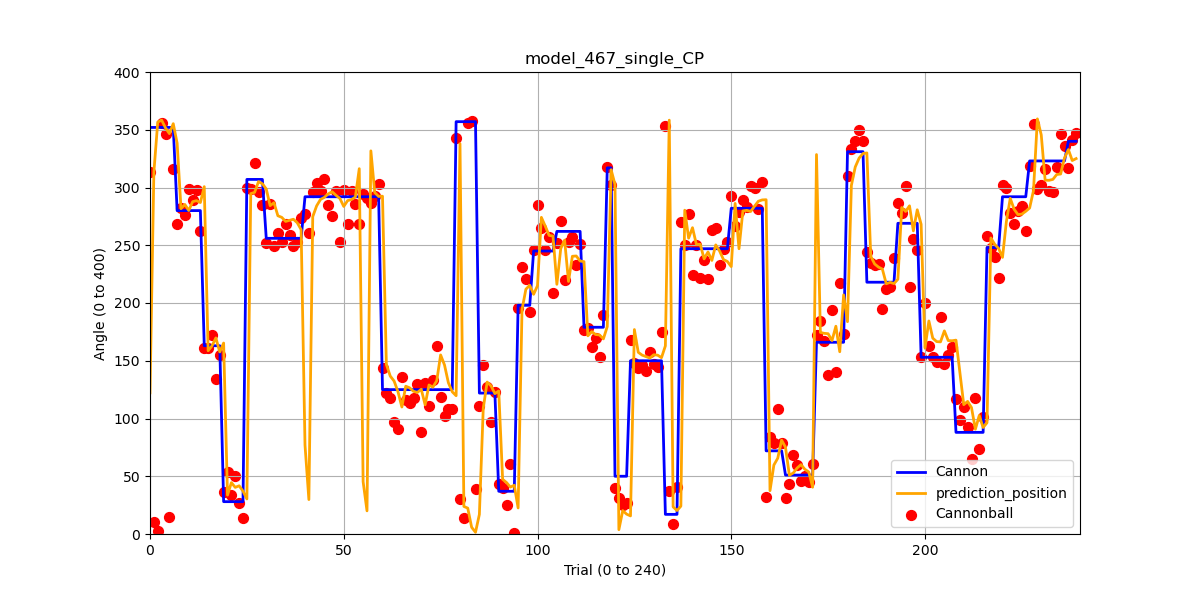 model_467_single_CP
400
350
300
250
200
150
100
50
0
Angle (0 to 400)
0 50 100 150 200
Trial (0 to 240)
Cannon
prediction_position
Cannonball